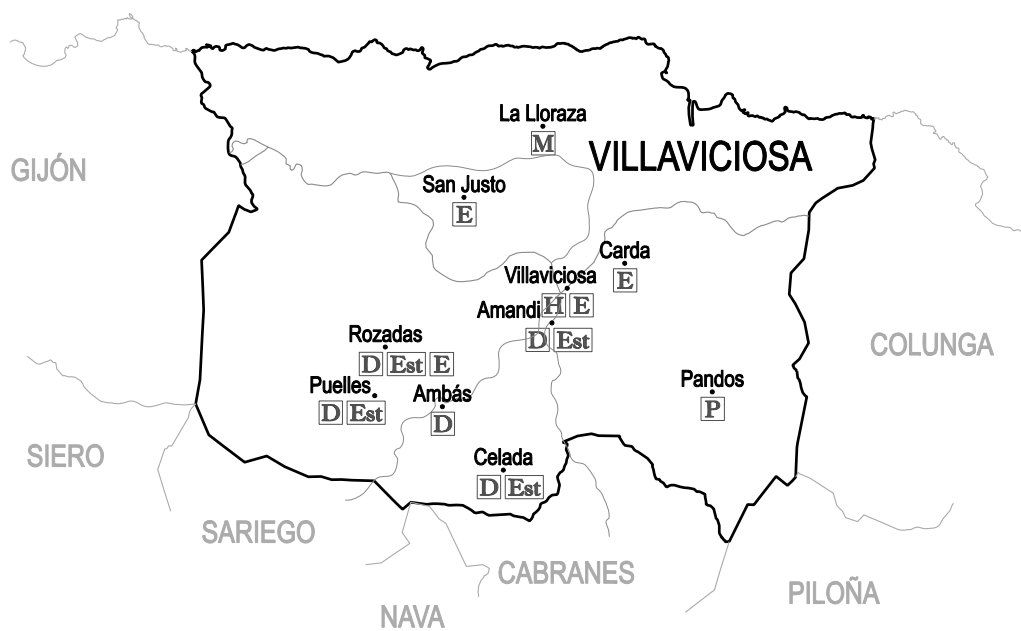 La Lloraza
M
VILLAVICIOSA
GIJÓN
San Justo
E
Carda
E
Villaviciosa
H E
Amandi
D Est
Rozadas
D Est E
COLUNGA
Puelles
D Est
Ambás
D
Pandos
P
SIERO
Celada
D Est
SARIEGO
CABRANES
PILOÑA
NAVA